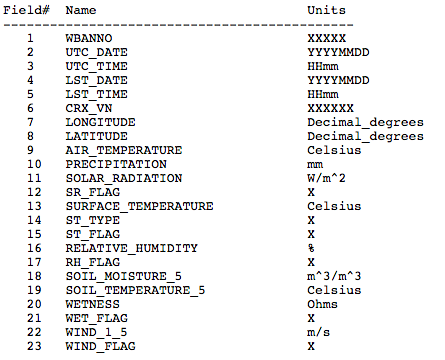 Field#  Name                           Units
---------------------------------------------------
   1    WBANNO                         XXXXX
   2    UTC_DATE                       YYYYMMDD
   3    UTC_TIME                       HHmm
   4    LST_DATE                       YYYYMMDD
   5    LST_TIME                       HHmm
   6    CRX_VN                         XXXXXX
   7    LONGITUDE                      Decimal_degrees
   8    LATITUDE                       Decimal_degrees
   9    AIR_TEMPERATURE                Celsius
   10   PRECIPITATION                  mm
   11   SOLAR_RADIATION                W/m^2
   12   SR_FLAG                        X
   13   SURFACE_TEMPERATURE            Celsius
   14   ST_TYPE                        X
   15   ST_FLAG                        X
   16   RELATIVE_HUMIDITY              %
   17   RH_FLAG                        X
   18   SOIL_MOISTURE_5                m^3/m^3
   19   SOIL_TEMPERATURE_5             Celsius
   20   WETNESS                        Ohms
   21   WET_FLAG                       X
   22   WIND_1_5                       m/s
   23   WIND_FLAG                      X